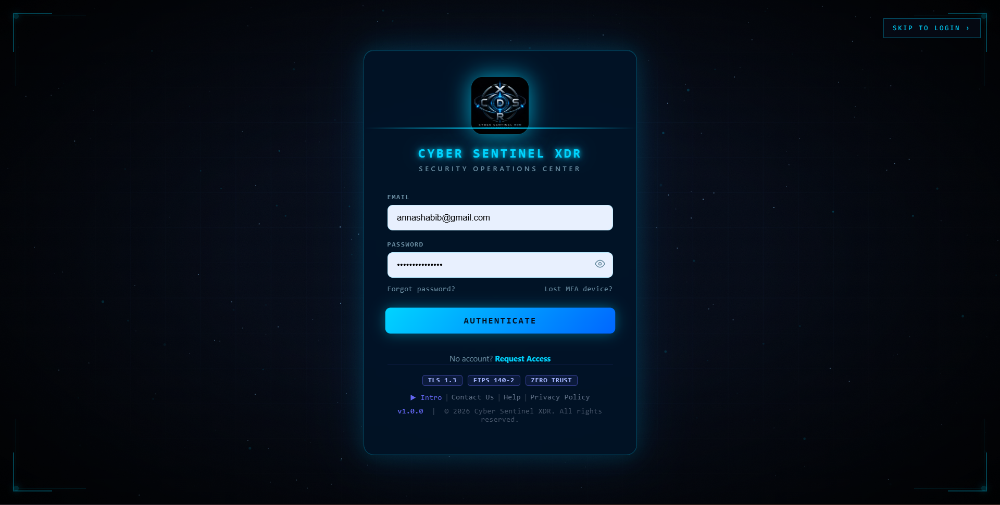 SKIP TO LOGIN ›
X
C D S
R
CYBER SENTINEL XDR
CYBER SENTINEL XDR
SECURITY OPERATIONS CENTER
EMAIL
annashabib@gmail.com
PASSWORD
•••••••••••••••
Forgot password? Lost MFA device?
AUTHENTICATE
No account? Request Access
TLS 1.3 FIPS 140-2 ZERO TRUST
▶ Intro | Contact Us | Help | Privacy Policy
v1.0.0 | © 2026 Cyber Sentinel XDR. All rights
reserved.